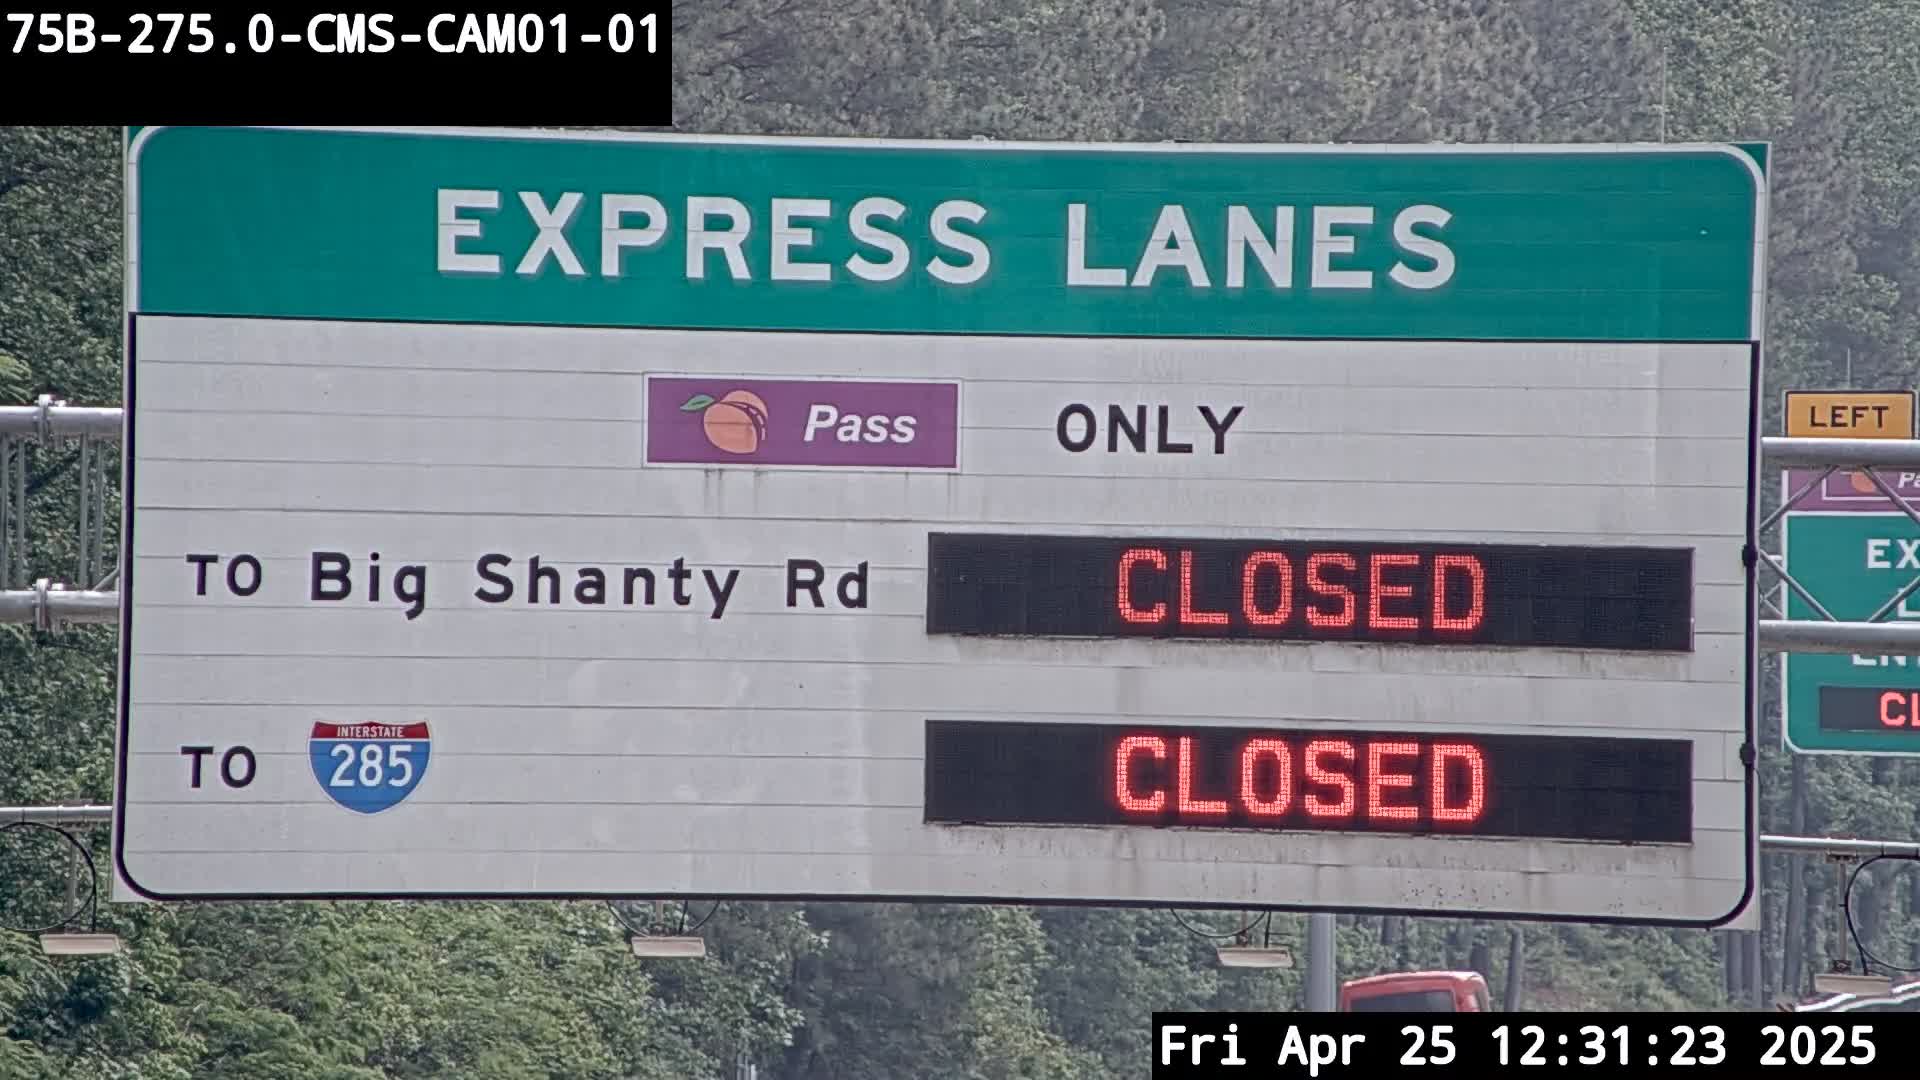 75B-275.0-CMS-CAM01-01
EXPRESS LANES
Pass ONLY
TO Big Shanty Rd CLOSED
TO INTERSTATE 285 CLOSED
LEFT
Fri Apr 25 12:31:23 2025